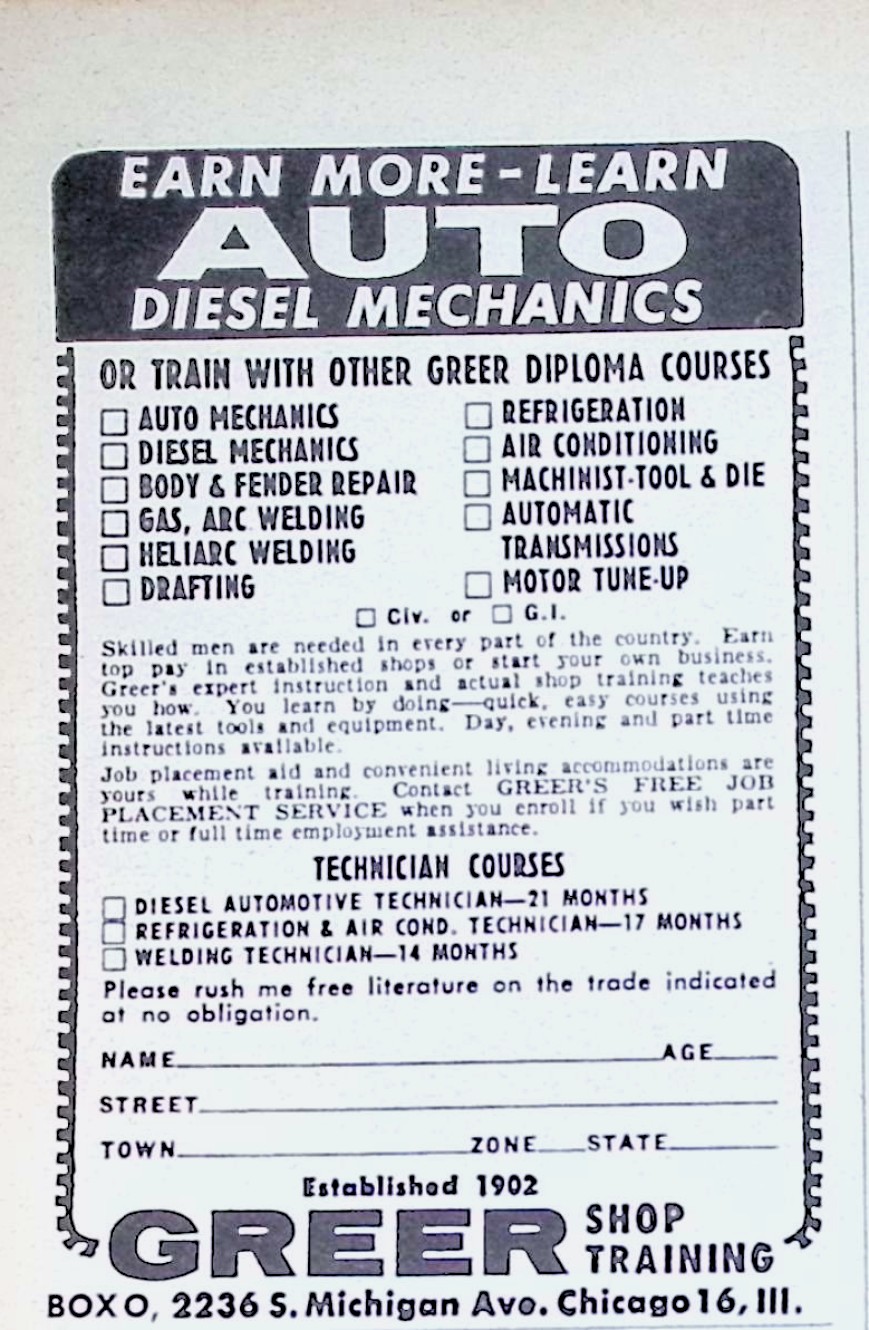 EARN MORE-LEARN
AUTO
DIESEL MECHANICS
OR TRAIN WITH OTHER GREER DIPLOMA COURSES
AUTO MECHANICS
DIESEL MECHANICS
BODY & FENDER REPAIR
GAS, ARC WELDING
HELIARC WELDING
DRAFTING
REFRIGERATION
AIR CONDITIONING
MACHINIST-TOOL & DIE
AUTOMATIC
TRANSMISSIONS
MOTOR TUNE-UP
Civ. or G.I.
Skilled men are needed in every part of the country. Earn
top pay in established shops or start your own business.
Greer's expert instruction and actual shop training teaches
you how. You learn by doing—quick, easy courses using
the latest tools and equipment. Day, evening and part time
instructions available.
Job placement aid and convenient living accommodations are
yours while training. Contact GREER'S FREE JOB
PLACEMENT SERVICE when you enroll if you wish part
time or full time employment assistance.
TECHNICIAN COURSES
DIESEL AUTOMOTIVE TECHNICIAN—21 MONTHS
REFRIGERATION & AIR COND. TECHNICIAN—17 MONTHS
WELDING TECHNICIAN—14 MONTHS
Please rush me free literature on the trade indicated
at no obligation.
NAME AGE
STREET
TOWN ZONE STATE
Established 1902
GREER SHOP TRAINING
BOX O, 2236 S. Michigan Ave. Chicago 16, Ill.